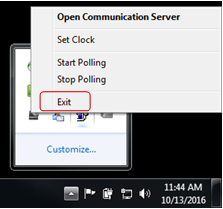 Open Communication Server
Set Clock
Start Polling
Stop Polling
Exit
Customize...
11:44 AM
10/13/2016